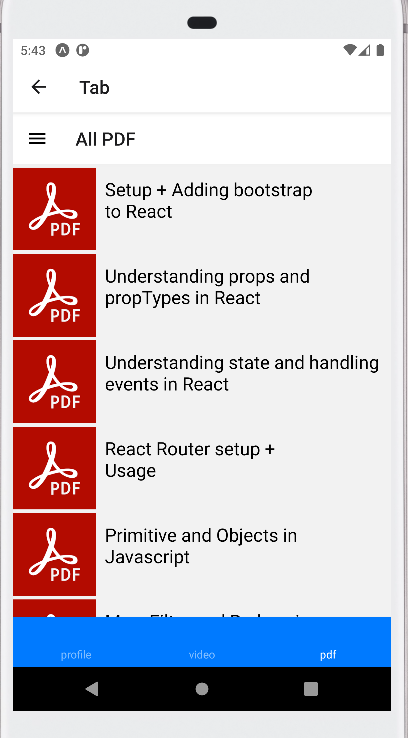 5:43
Tab
All PDF
PDF
Setup + Adding bootstrap
to React
PDF
Understanding props and
propTypes in React
PDF
Understanding state and handling
events in React
PDF
React Router setup +
Usage
PDF
Primitive and Objects in
Javascript
profile
video
pdf